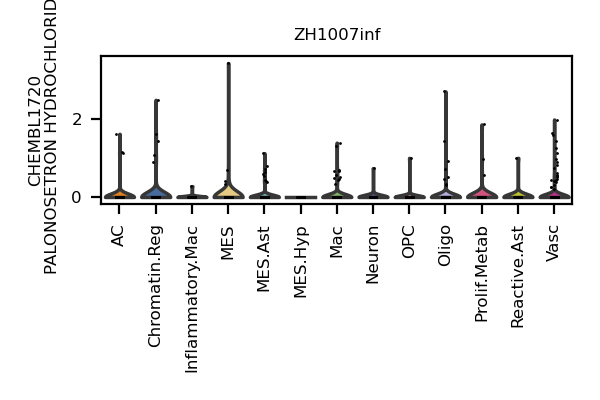 ZH1007inf
CHEMBL1720
PALONOSETRON HYDROCHLORID
2
0
AC
Chromatin.Reg
Inflammatory.Mac
MES
MES.Ast
MES.Hyp
Mac
Neuron
OPC
Oligo
Prolif.Metab
Reactive.Ast
Vasc